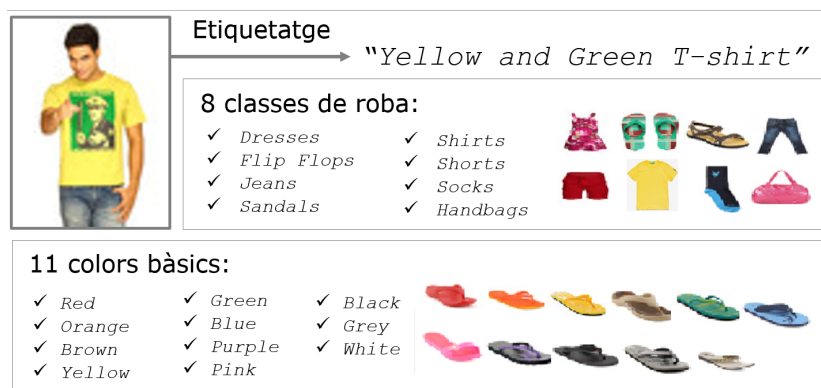 Etiquetatge
"Yellow and Green T-shirt"
8 classes de roba:
✓ Dresses
✓ Flip Flops
✓ Jeans
✓ Sandals
✓ Shirts
✓ Shorts
✓ Socks
✓ Handbags
11 colors bàsics:
✓ Red
✓ Orange
✓ Brown
✓ Yellow
✓ Green
✓ Blue
✓ Purple
✓ Pink
✓ Black
✓ Grey
✓ White